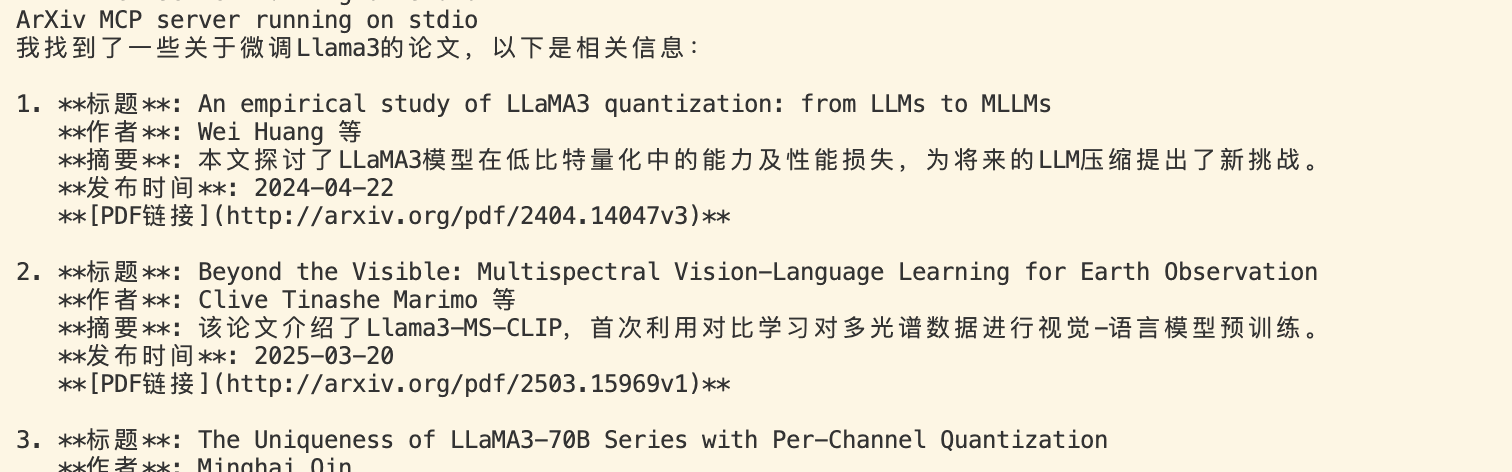 ArXiv MCP server running on stdio
我找到了一些关于微调Llama3的论文，以下是相关信息：
1. **标题**: An empirical study of LLaMA3 quantization: from LLMs to MLLMs
**作者**: Wei Huang 等
**摘要**: 本文探讨了LLaMA3模型在低比特量化中的能力及性能损失，为将来的LLM压缩提出了新挑战。
**发布时间**: 2024-04-22
**[PDF链接](http://arxiv.org/pdf/2404.14047v3)**
2. **标题**: Beyond the Visible: Multispectral Vision-Language Learning for Earth Observation
**作者**: Clive Tinashe Marimo 等
**摘要**: 该论文介绍了Llama3-MS-CLIP，首次利用对比学习对多光谱数据进行视觉-语言模型预训练。
**发布时间**: 2025-03-20
**[PDF链接](http://arxiv.org/pdf/2503.15969v1)**
3. **标题**: The Uniqueness of LLaMA3-70B Series with Per-Channel Quantization
**作者**: Minghai Qin